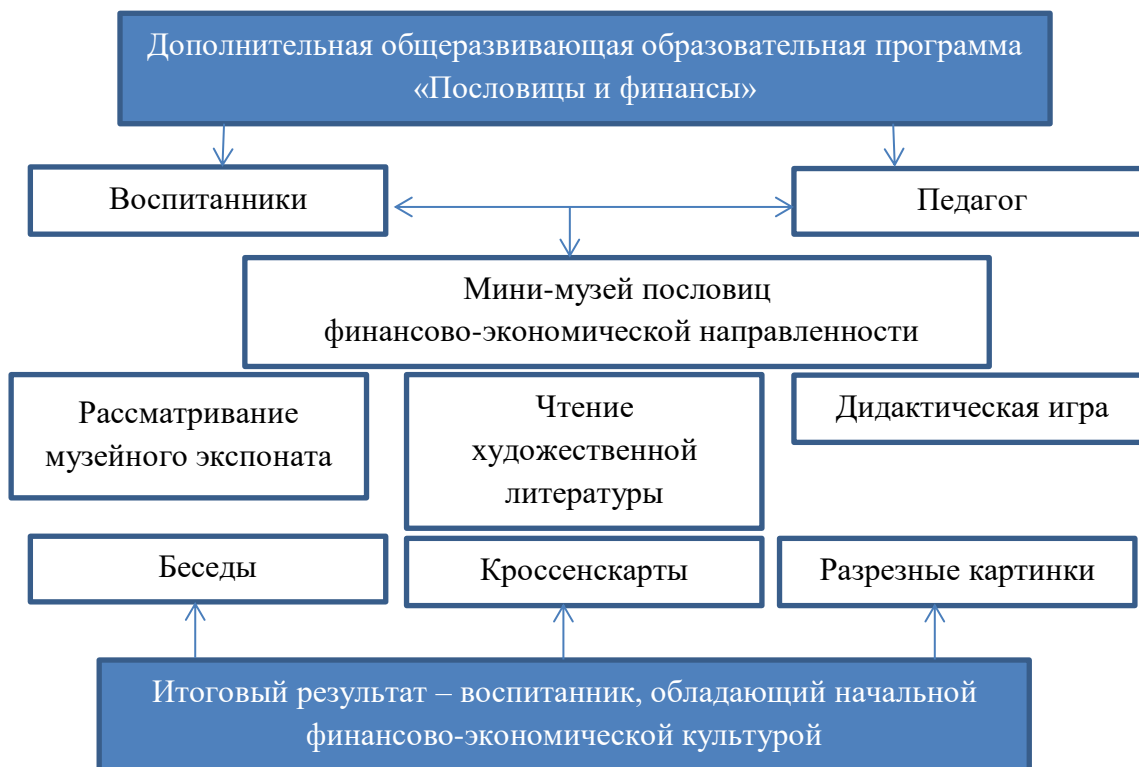 Дополнительная общеразвивающая образовательная программа
«Пословицы и финансы»
Воспитанники
Педагог
Мини-музей пословиц
финансово-экономической направленности
Рассматривание
музейного экспоната
Чтение
художественной
литературы
Дидактическая игра
Беседы
Кроссенскарты
Разрезные картинки
Итоговый результат – воспитанник, обладающий начальной
финансово-экономической культурой